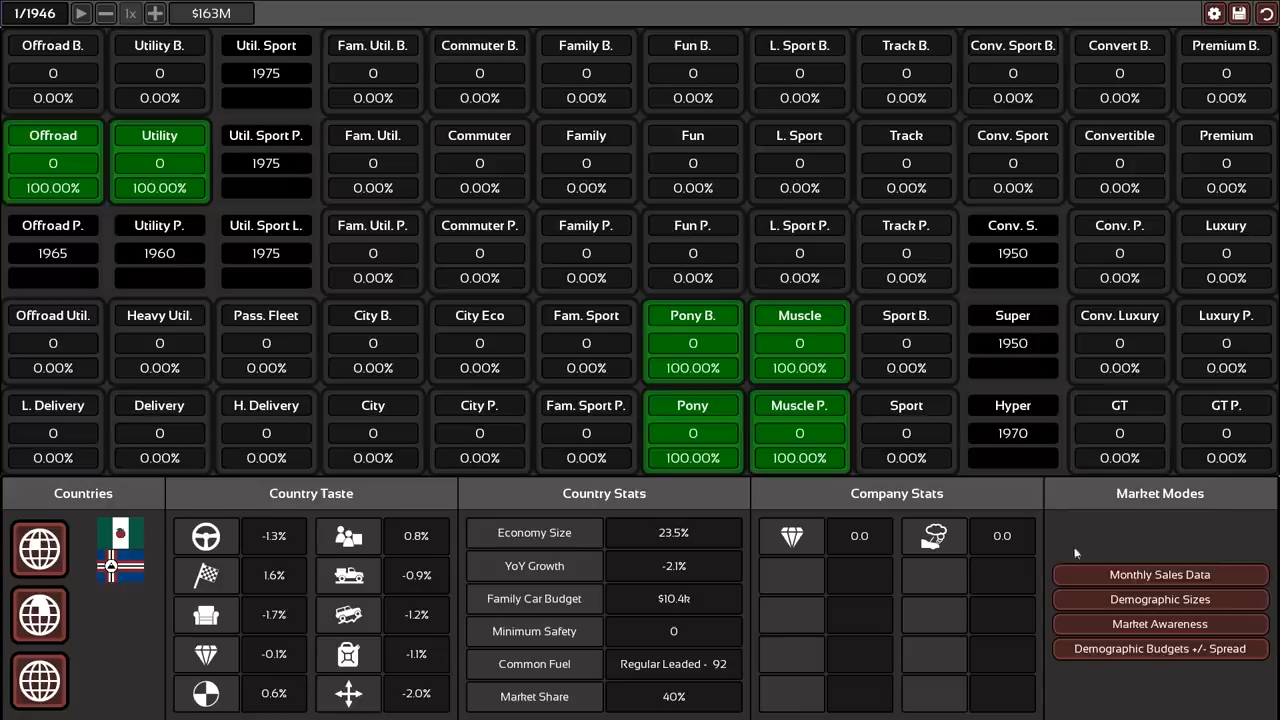 1/1946 1x $163M
Offroad B. Utility B. Util. Sport Fam. Util. B. Commuter B. Family B. Fun B. L. Sport B. Track B. Conv. Sport B. Convert B. Premium B.
0 0 1975 0 0 0 0 0 0 0 0 0
0.00% 0.00% 0.00% 0.00% 0.00% 0.00% 0.00% 0.00% 0.00% 0.00% 0.00%
Offroad Utility Util. Sport P. Fam. Util. Commuter Family Fun L. Sport Track Conv. Sport Convertible Premium
0 0 1975 0 0 0 0 0 0 0 0 0
100.00% 100.00% 0.00% 0.00% 0.00% 0.00% 0.00% 0.00% 0.00% 0.00% 0.00%
Offroad P. Utility P. Util. Sport L. Fam. Util. P. Commuter P. Family P. Fun P. L. Sport P. Track P. Conv. S. Conv. P. Luxury
1965 1960 1975 0 0 0 0 0 0 1950 0 0
0.00% 0.00% 0.00% 0.00% 0.00% 0.00% 0.00% 0.00%
Offroad Util. Heavy Util. Pass. Fleet City B. City Eco Fam. Sport Pony B. Muscle Sport B. Super Conv. Luxury Luxury P.
0 0 0 0 0 0 0 0 0 1950 0 0
0.00% 0.00% 0.00% 0.00% 0.00% 0.00% 100.00% 100.00% 0.00% 0.00% 0.00%
L. Delivery Delivery H. Delivery City City P. Fam. Sport P. Pony Muscle P. Sport Hyper GT GT P.
0 0 0 0 0 0 0 0 0 1970 0 0
0.00% 0.00% 0.00% 0.00% 0.00% 0.00% 100.00% 100.00% 0.00% 0.00% 0.00%
Countries Country Taste Country Stats Company Stats Market Modes
-1.3% 0.8% Economy Size 23.5% 0.0 0.0
1.6% -0.9% YoY Growth -2.1% Monthly Sales Data
-1.7% -1.2% Family Car Budget $10.4k Demographic Sizes
-0.1% -1.1% Minimum Safety 0 Market Awareness
0.6% -2.0% Common Fuel Regular Leaded - 92 Demographic Budgets +/- Spread
Market Share 40%